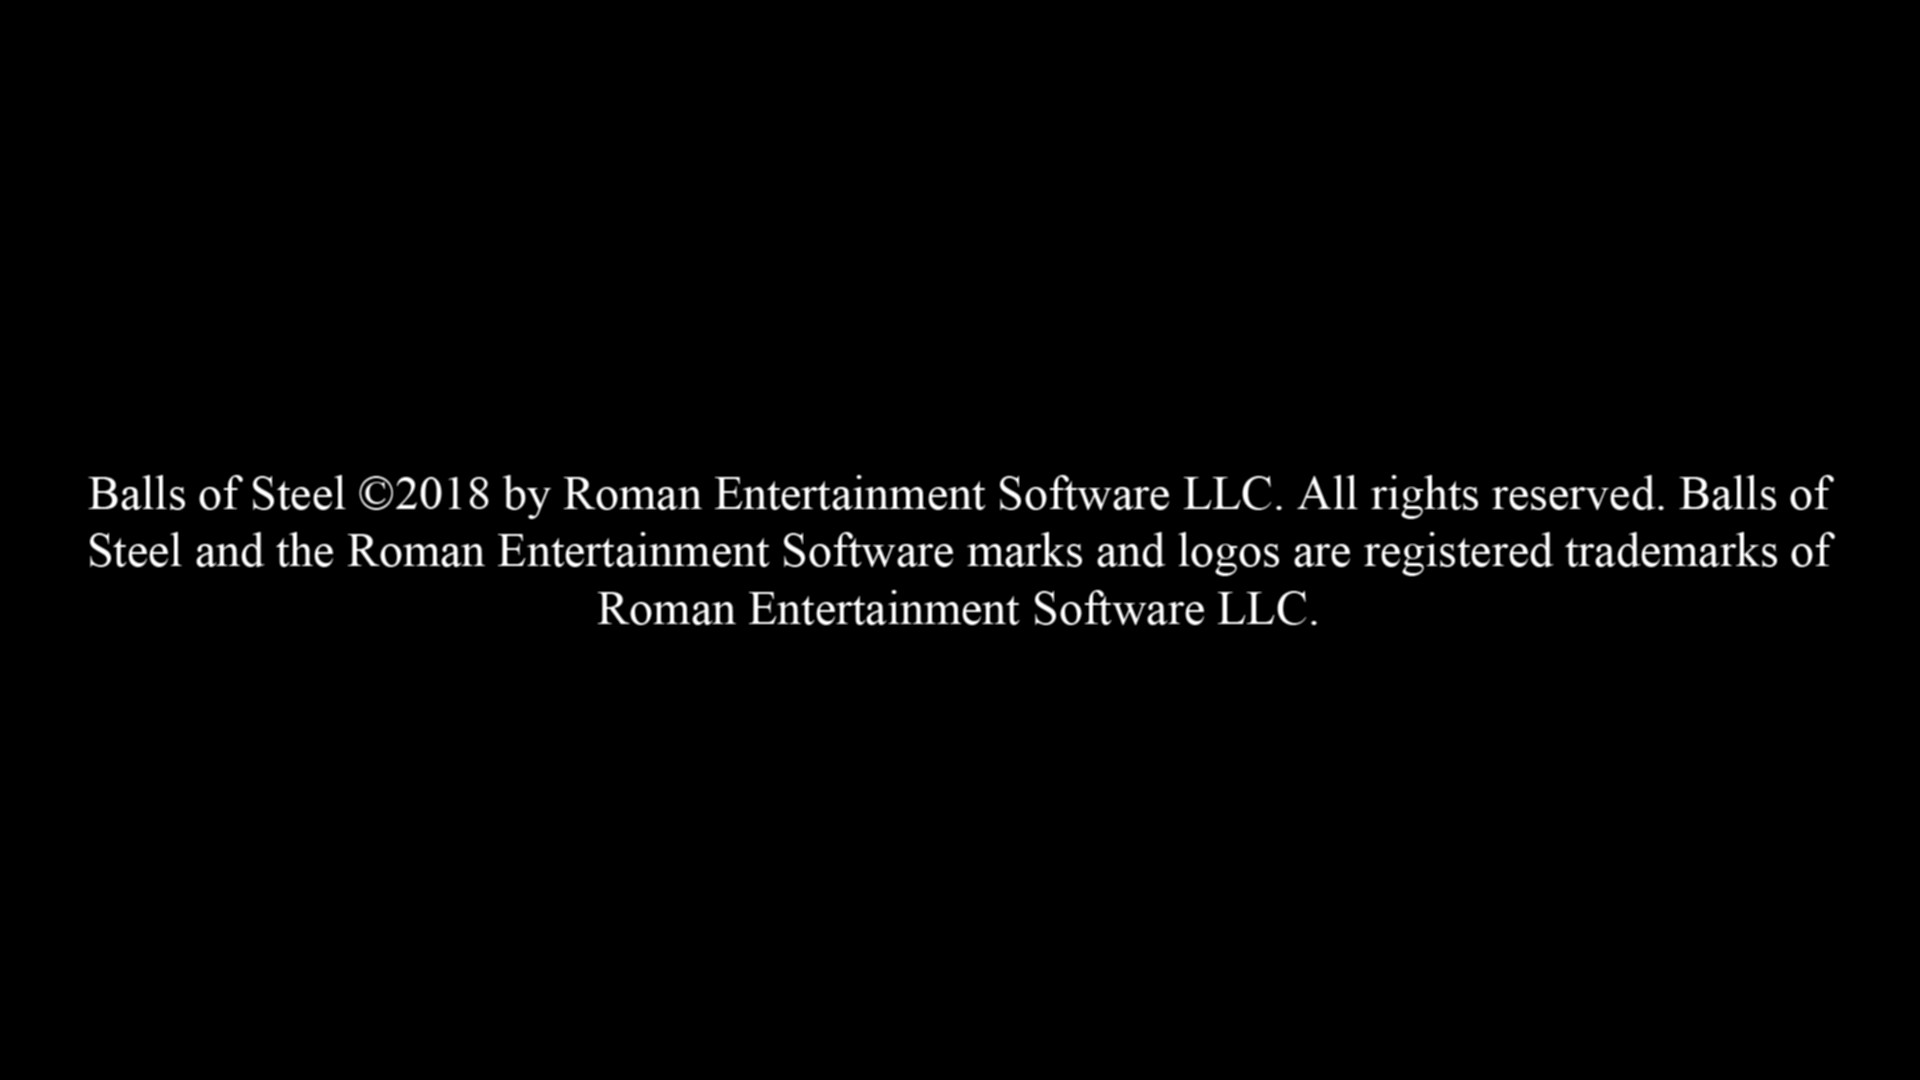 Balls of Steel ©2018 by Roman Entertainment Software LLC. All rights reserved. Balls of
Steel and the Roman Entertainment Software marks and logos are registered trademarks of
Roman Entertainment Software LLC.